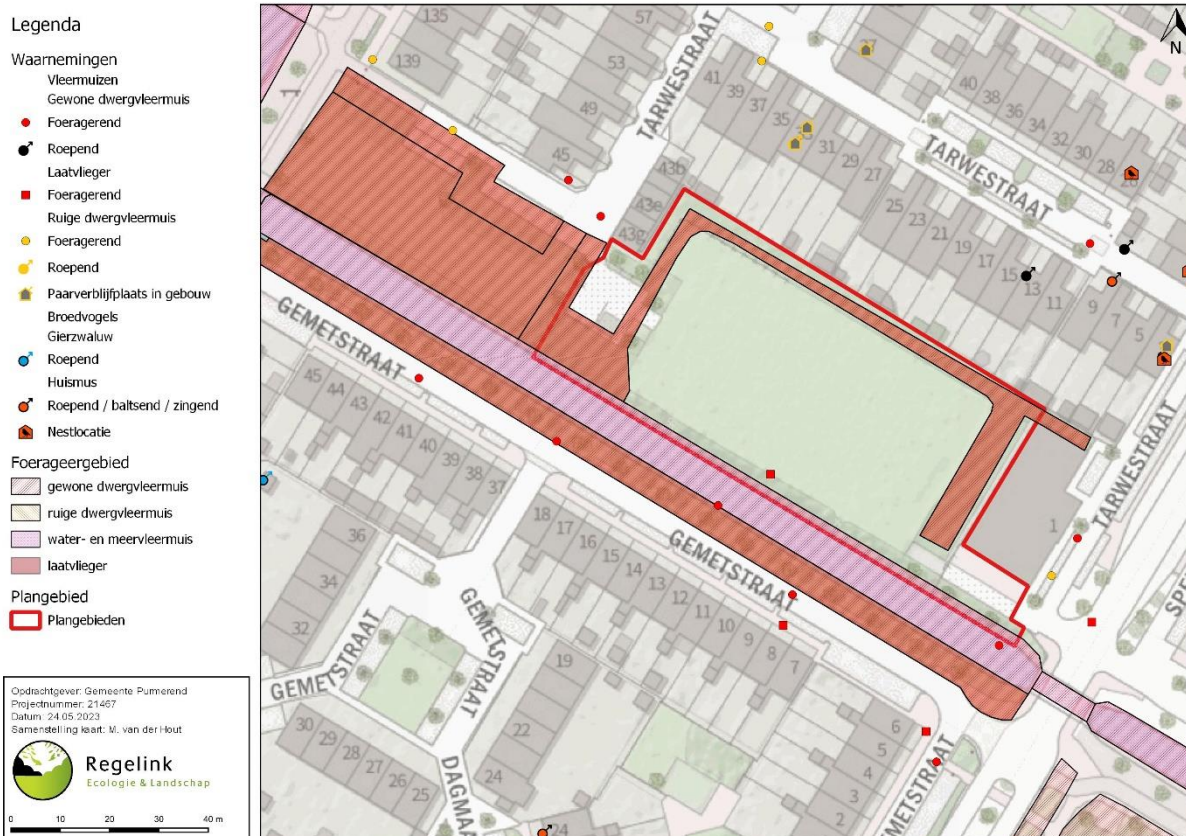 Legenda
Waarnemingen
Vleermuizen
Gewone dwergvleermuis
Foeragerend
Roepend
Laatvlieger
Foeragerend
Ruige dwergvleermuis
Foeragerend
Roepend
Paarverblijfplaats in gebouw
Broedvogels
Gierzwaluw
Roepend
Huismus
Roepend / baltsend / zingend
Nestlocatie
Foerageergebied
gewone dwergvleermuis
ruige dwergvleermuis
water- en meervleermuis
laatvlieger
Plangebied
Plangebieden
Opdrachtgever: Gemeente Purmerend
Projectnummer: 21467
Datum: 24.05.2023
Samenstelling kaart: M. van der Hout
Regelink
Ecologie & Landschap
0 10 20 30 40 m
N
135
139
57
53
49
45
TARWESTRAAT
41
39
37
35
31
29
27
25
23
21
19
17
15
13
11
9
7
5
43b
43e
43g
40
38
36
34
32
30
28
26
TARWESTRAAT
TARWESTRAAT
1
1
GEMETSTRAAT
45
44
43
42
41
40
39
38
37
36
34
32
18
17
16
15
14
13
12
11
10
9
8
7
GEMETSTRAAT
GEMETSTRAAT
GEMETSTRAAT
19
22
24
30
29
28
27
26
25
24
6
5
4
3
2
GEMETSTRAAT